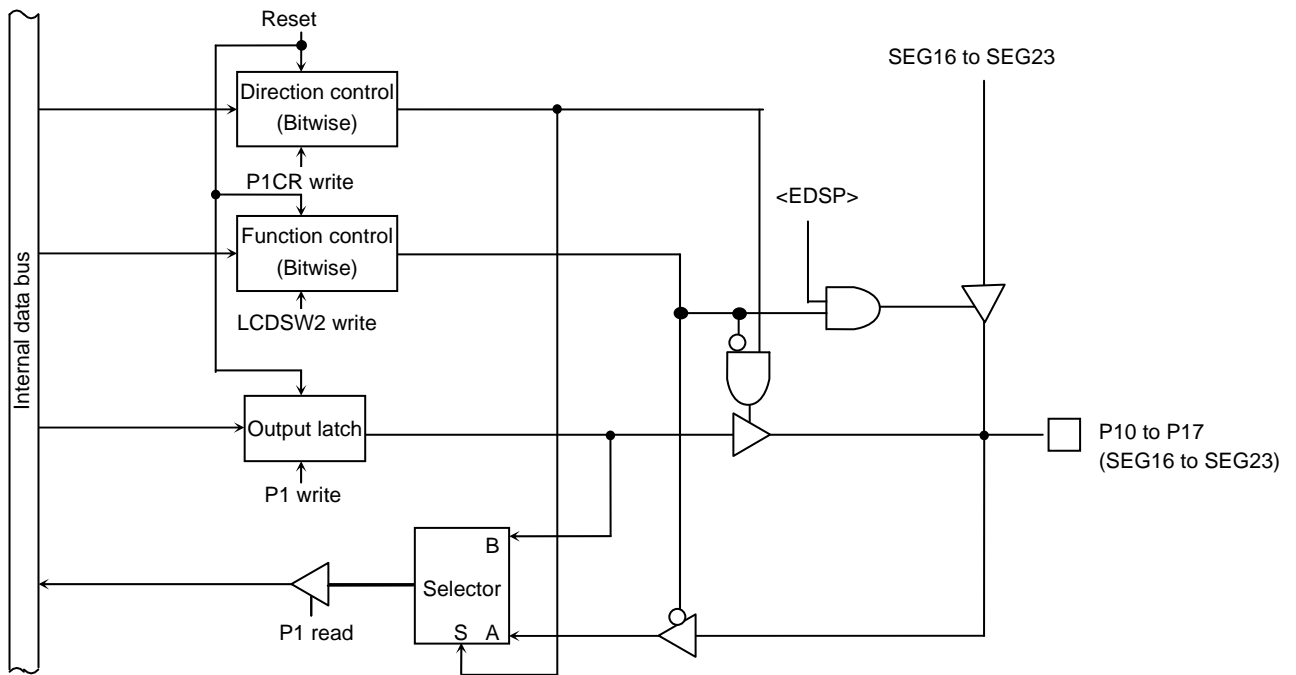 Reset
SEG16 to SEG23
Direction control
(Bitwise)
P1CR write
<EDSP>
Function control
(Bitwise)
LCDSW2 write
Internal data bus
Output latch
P10 to P17
(SEG16 to SEG23)
P1 write
B
Selector
S A
P1 read